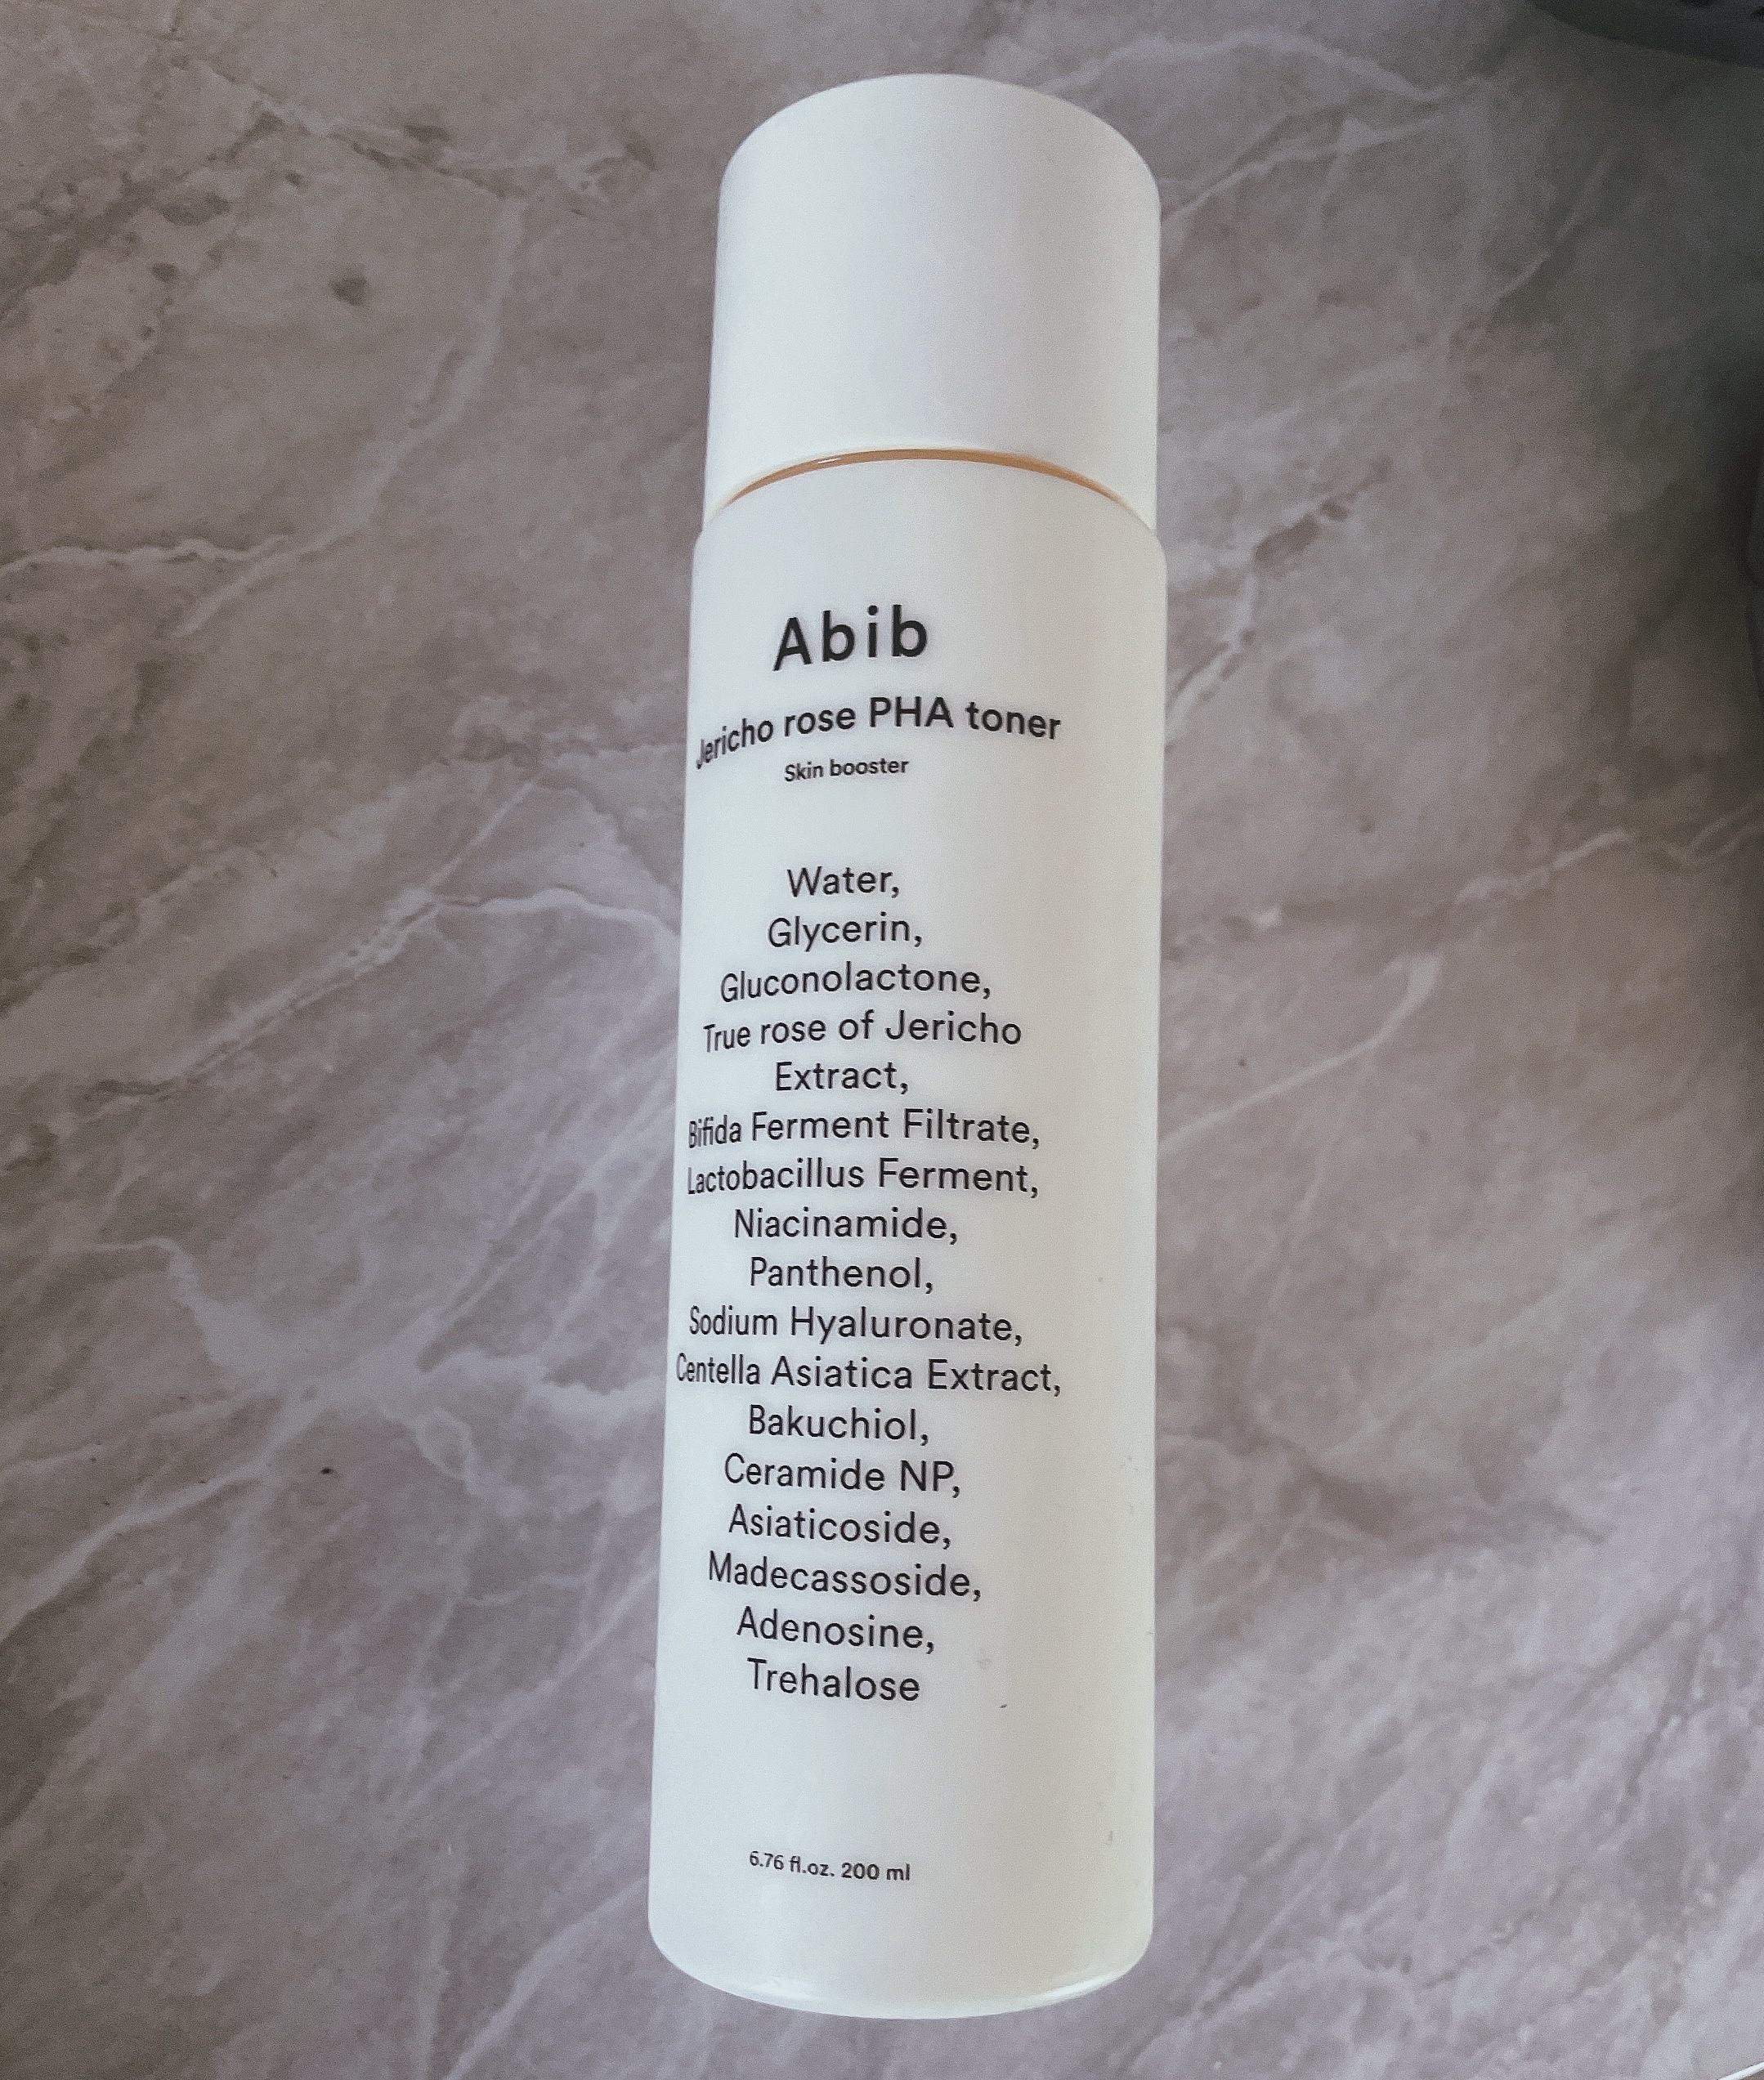 Abib
Jericho rose PHA toner
Skin booster
Water,
Glycerin,
Gluconolactone,
True rose of Jericho
Extract,
Bifida Ferment Filtrate,
Lactobacillus Ferment,
Niacinamide,
Panthenol,
Sodium Hyaluronate,
Centella Asiatica Extract,
Bakuchiol,
Ceramide NP,
Asiaticoside,
Madecassoside,
Adenosine,
Trehalose
6.76 fl.oz. 200 ml